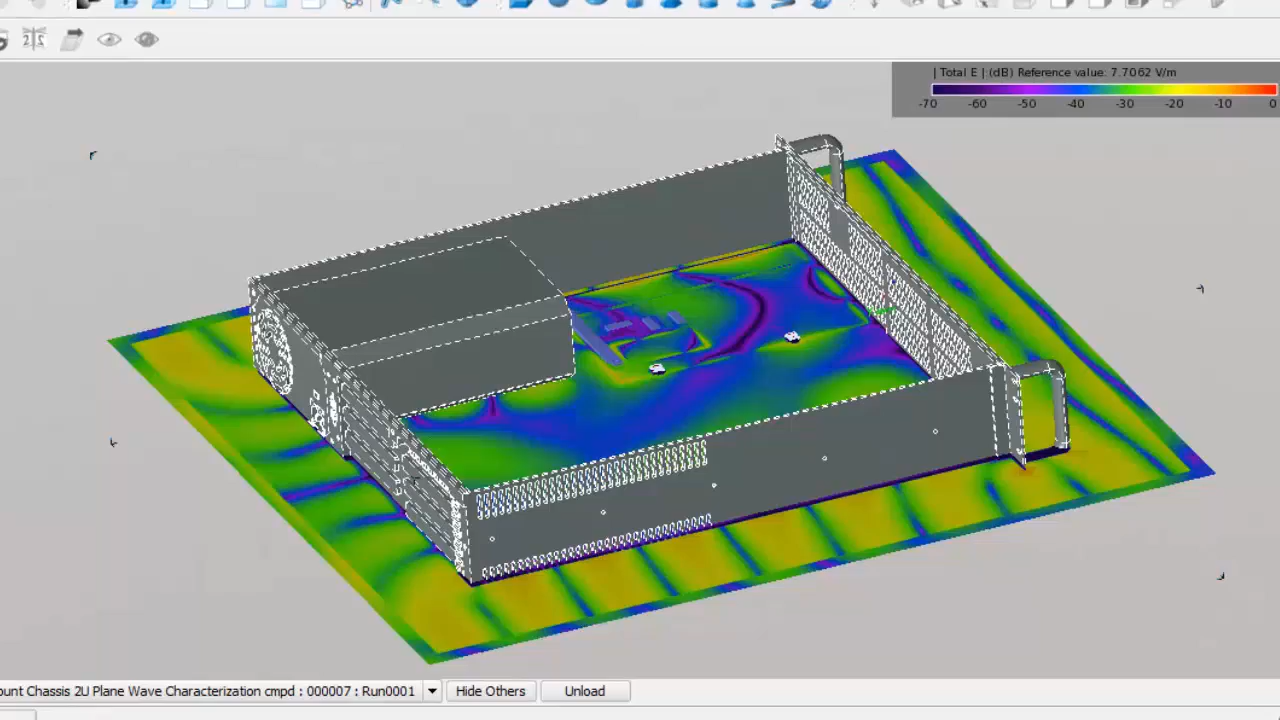 | Total E | (dB) Reference value: 7.7062 V/m
-70 -60 -50 -40 -30 -20 -10 0
ount Chassis 2U Plane Wave Characterization cmpd : 000007 : Run0001
Hide Others
Unload